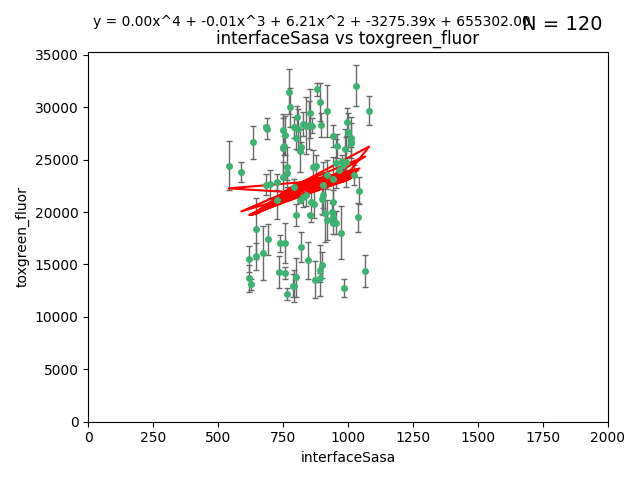 y = 0.00x^4 + -0.01x^3 + 6.21x^2 + -3275.39x + 655302.00
N = 120
interfaceSasa vs toxgreen_fluor
35000
30000
25000
20000
15000
10000
5000
0
toxgreen_fluor
0 250 500 750 1000 1250 1500 1750 2000
interfaceSasa